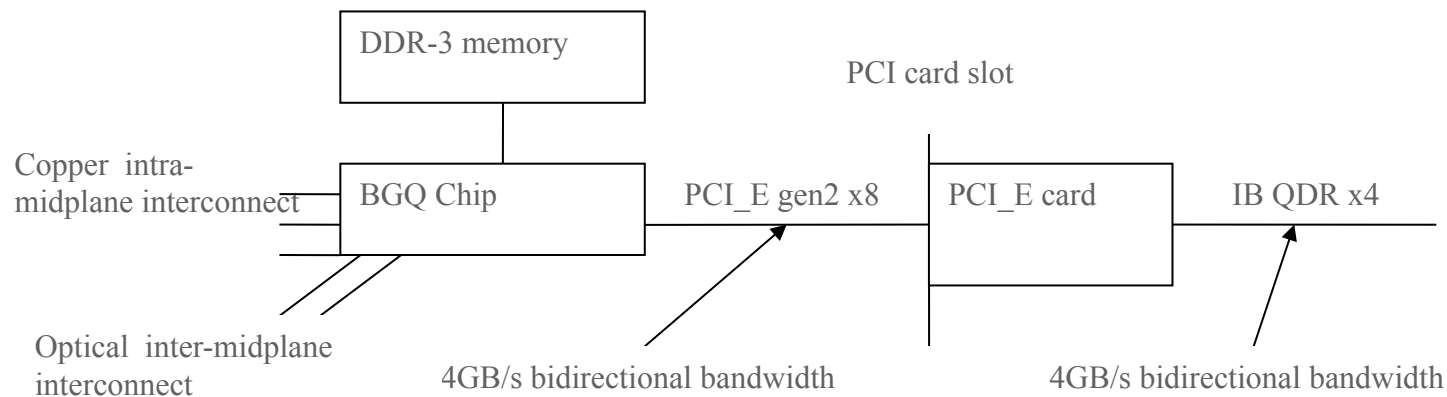 DDR-3 memory
PCI card slot
Copper intra-
midplane interconnect
BGQ Chip
PCI_E gen2 x8
PCI_E card
IB QDR x4
Optical inter-midplane
interconnect
4GB/s bidirectional bandwidth
4GB/s bidirectional bandwidth